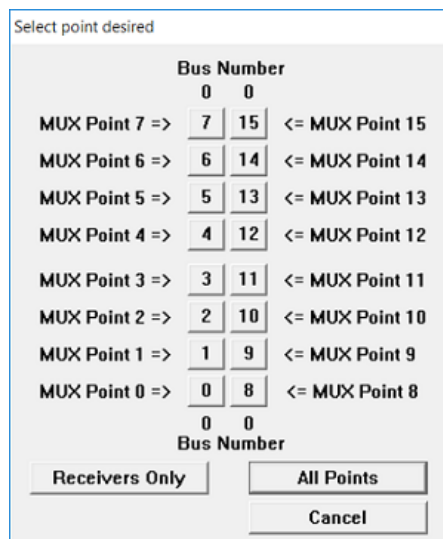 Select point desired
Bus Number
0 0
MUX Point 7 => 7 15 <= MUX Point 15
MUX Point 6 => 6 14 <= MUX Point 14
MUX Point 5 => 5 13 <= MUX Point 13
MUX Point 4 => 4 12 <= MUX Point 12
MUX Point 3 => 3 11 <= MUX Point 11
MUX Point 2 => 2 10 <= MUX Point 10
MUX Point 1 => 1 9 <= MUX Point 9
MUX Point 0 => 0 8 <= MUX Point 8
0 0
Bus Number
Receivers Only All Points
Cancel